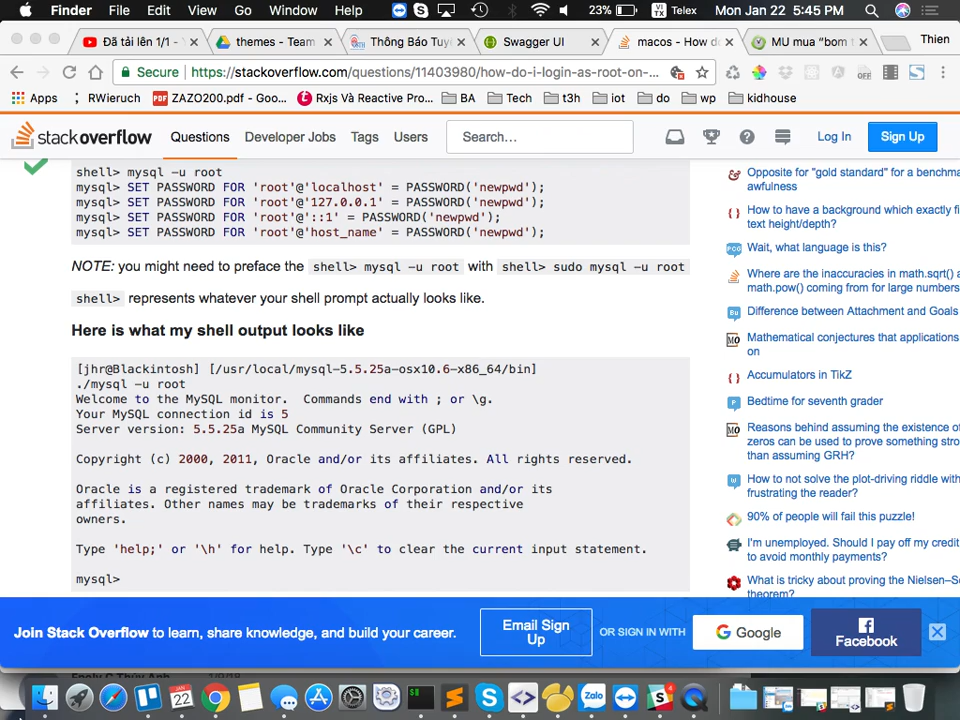 Finder File Edit View Go Window Help 23% VI TX Telex Mon Jan 22 5:45 PM
Đã tải lên 1/1 - Y themes - Team Thông Báo Tuy Swagger UI macos - How do MU mua “bom t Thien
Secure https://stackoverflow.com/questions/11403980/how-do-i-login-as-root-on-... OFF
Apps RWieruch PDF ZAZO200.pdf - Goo... Rxjs Và Reactive Pro... BA Tech t3h iot do wp kidhouse
stackoverflow Questions Developer Jobs Tags Users Search... Log In Sign Up
shell> mysql -u root
mysql> SET PASSWORD FOR 'root'@'localhost' = PASSWORD('newpwd');
mysql> SET PASSWORD FOR 'root'@'127.0.0.1' = PASSWORD('newpwd');
mysql> SET PASSWORD FOR 'root'@'::1' = PASSWORD('newpwd');
mysql> SET PASSWORD FOR 'root'@'host_name' = PASSWORD('newpwd');
NOTE: you might need to preface the shell> mysql -u root with shell> sudo mysql -u root
shell> represents whatever your shell prompt actually looks like.
Here is what my shell output looks like
[jhr@Blackintosh] [/usr/local/mysql-5.5.25a-osx10.6-x86_64/bin]
./mysql -u root
Welcome to the MySQL monitor.  Commands end with ; or \g.
Your MySQL connection id is 5
Server version: 5.5.25a MySQL Community Server (GPL)
Copyright (c) 2000, 2011, Oracle and/or its affiliates. All rights reserved.
Oracle is a registered trademark of Oracle Corporation and/or its
affiliates. Other names may be trademarks of their respective
owners.
Type 'help;' or '\h' for help. Type '\c' to clear the current input statement.
mysql>
Opposite for "gold standard" for a benchma
awfulness
How to have a background which exactly fi
text height/depth?
Wait, what language is this?
Where are the inaccuracies in math.sqrt() a
math.pow() coming from for large numbers
Difference between Attachment and Goals
Mathematical conjectures that applications
on
Accumulators in TikZ
Bedtime for seventh grader
Reasons behind assuming the existence of
zeros can be used to prove something stro
than assuming GRH?
How to not solve the plot-driving riddle with
frustrating the reader?
90% of people will fail this puzzle!
I'm unemployed. Should I pay off my credit
to avoid monthly payments?
What is tricky about proving the Nielsen–Sc
theorem?
Join Stack Overflow to learn, share knowledge, and build your career. Email Sign Up OR SIGN IN WITH Google Facebook